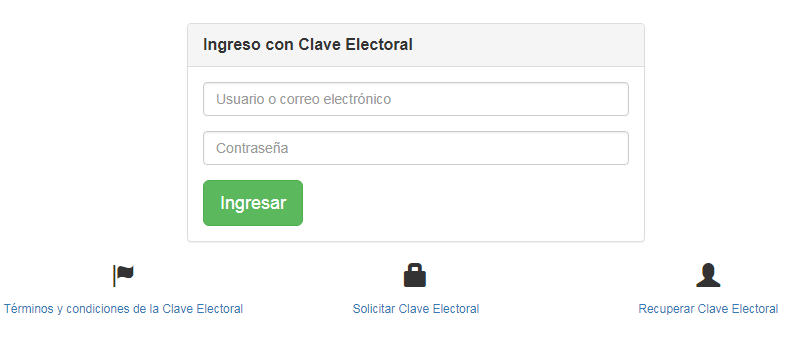 Ingreso con Clave Electoral
Usuario o correo electrónico
Contraseña
Ingresar
Términos y condiciones de la Clave Electoral
Solicitar Clave Electoral
Recuperar Clave Electoral